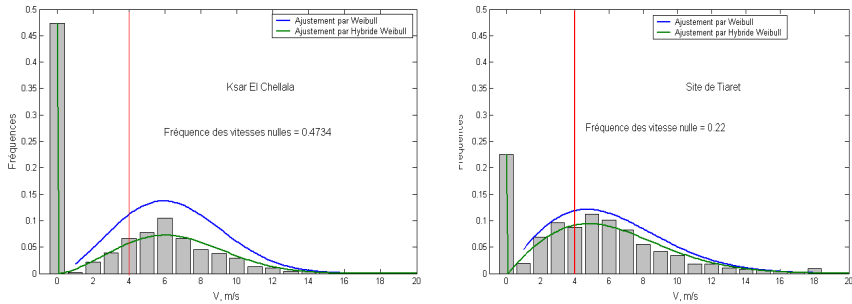 0.5
0.45
0.4
0.35
0.3
0.25
0.2
0.15
0.1
0.05
0
Fréquences
Ajustement par Weibull
Ajustement par Hybride Weibull
Ksar El Chellala
Fréquence des vitesses nulles = 0.4734
0 2 4 6 8 10 12 14 16 18 20
V, m/s
0.5
0.45
0.4
0.35
0.3
0.25
0.2
0.15
0.1
0.05
0
Fréquences
Ajustement par Weibull
Ajustement par Hybride Weibull
Site de Tiaret
Fréquence des vitesse nulle = 0.22
0 2 4 6 8 10 12 14 16 18 20
V, m/s